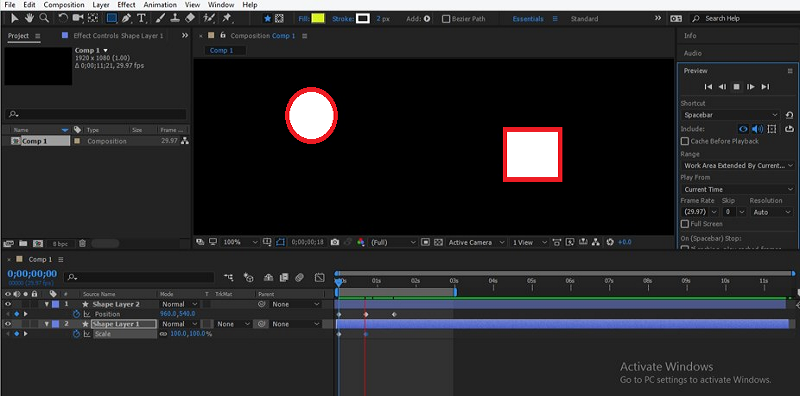 File Edit Composition Layer Effect Animation View Window Help
Fill: Stroke: 2 px Add: Bezier Path Essentials Standard Search Help
Project Effect Controls Shape Layer 1 Composition Comp 1 Info
Comp 1
Comp 1
1920 x 1080 (1.00)
Δ 0;00;11;21, 29.97 fps
Audio
Preview
Shortcut
Spacebar
Include:
Cache Before Playback
Name Type Size Frame ...
Comp 1 Composition 29.97
Range
Work Area Extended By Current...
Play From
Current Time
Frame Rate Skip Resolution
(29.97) 0 Auto
Full Screen
On (Spacebar) Stop:
8 bpc 100% 0;00;00;18 (Full) Active Camera 1 View +0.0
Comp 1
0;00;00;00
00000 (29.97 fps)
01s 02s 03s 04s 05s 06s 07s 08s 09s 10s 11s
# Source Name Mode T TrkMat Parent
1 Shape Layer 2 Normal None
Position 960.0,540.0
2 Shape Layer 1 Normal None None
Scale 100.0,100.0%
Activate Windows
Go to PC settings to activate Windows.